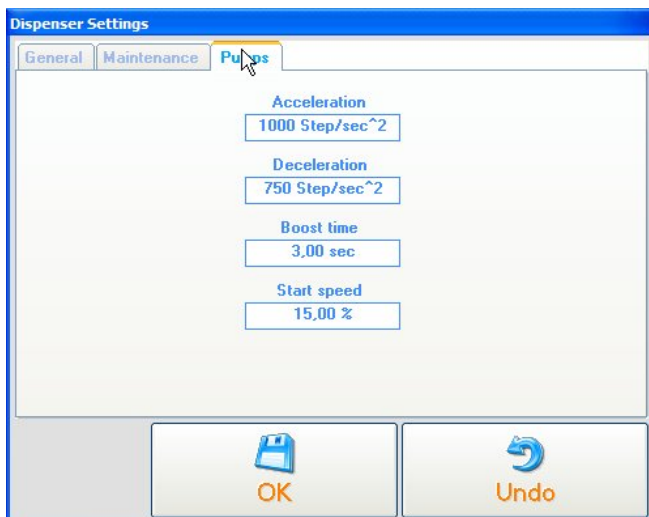 Dispenser Settings
General Maintenance Pumps
Acceleration
1000 Step/sec^2
Deceleration
750 Step/sec^2
Boost time
3,00 sec
Start speed
15,00 %
OK Undo